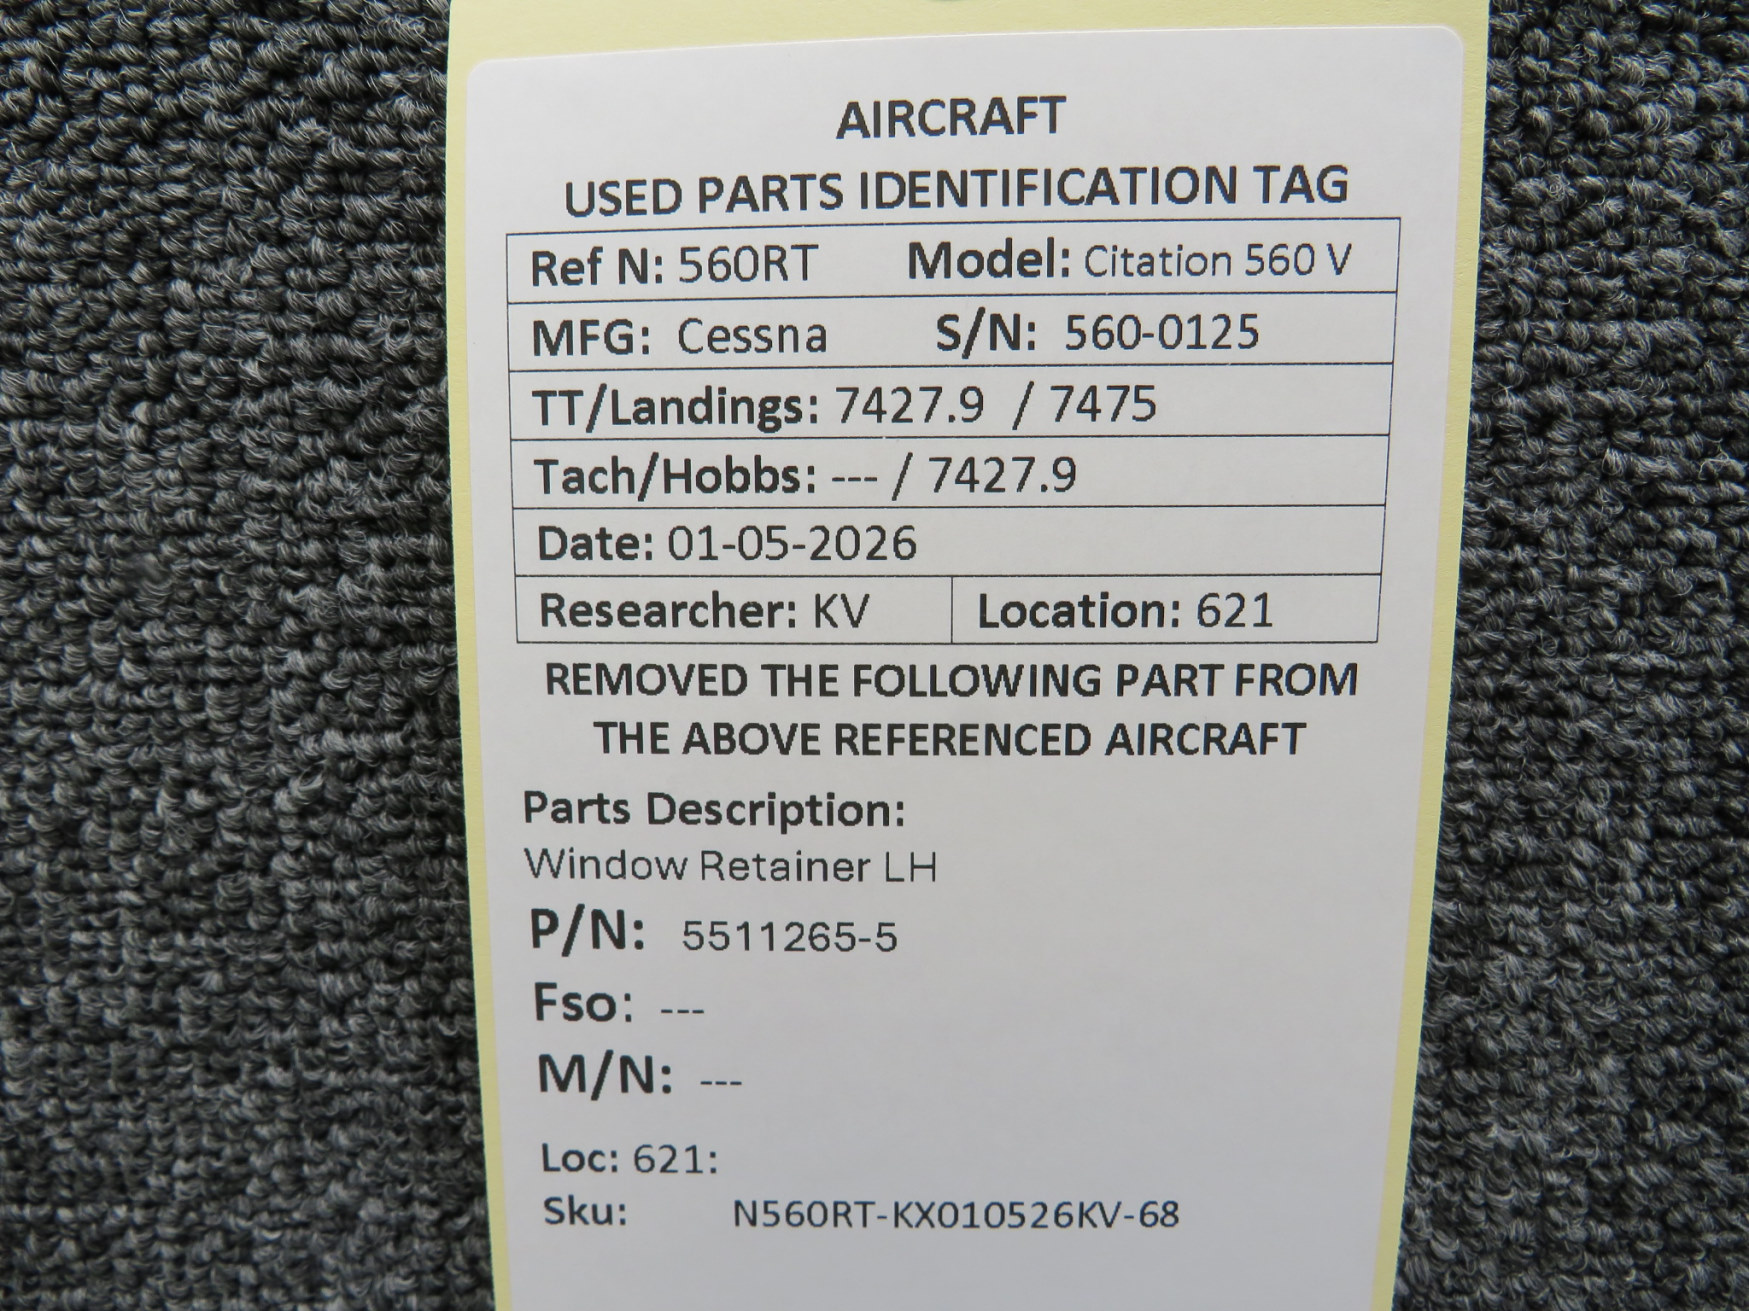 AIRCRAFT
USED PARTS IDENTIFICATION TAG
Ref N: 560RT Model: Citation 560 V
MFG: Cessna S/N: 560-0125
TT/Landings: 7427.9 / 7475
Tach/Hobbs: --- / 7427.9
Date: 01-05-2026
Researcher: KV Location: 621
REMOVED THE FOLLOWING PART FROM
THE ABOVE REFERENCED AIRCRAFT
Parts Description:
Window Retainer LH
P/N: 5511265-5
Fso: ---
M/N: ---
Loc: 621:
Sku: N560RT-KX010526KV-68